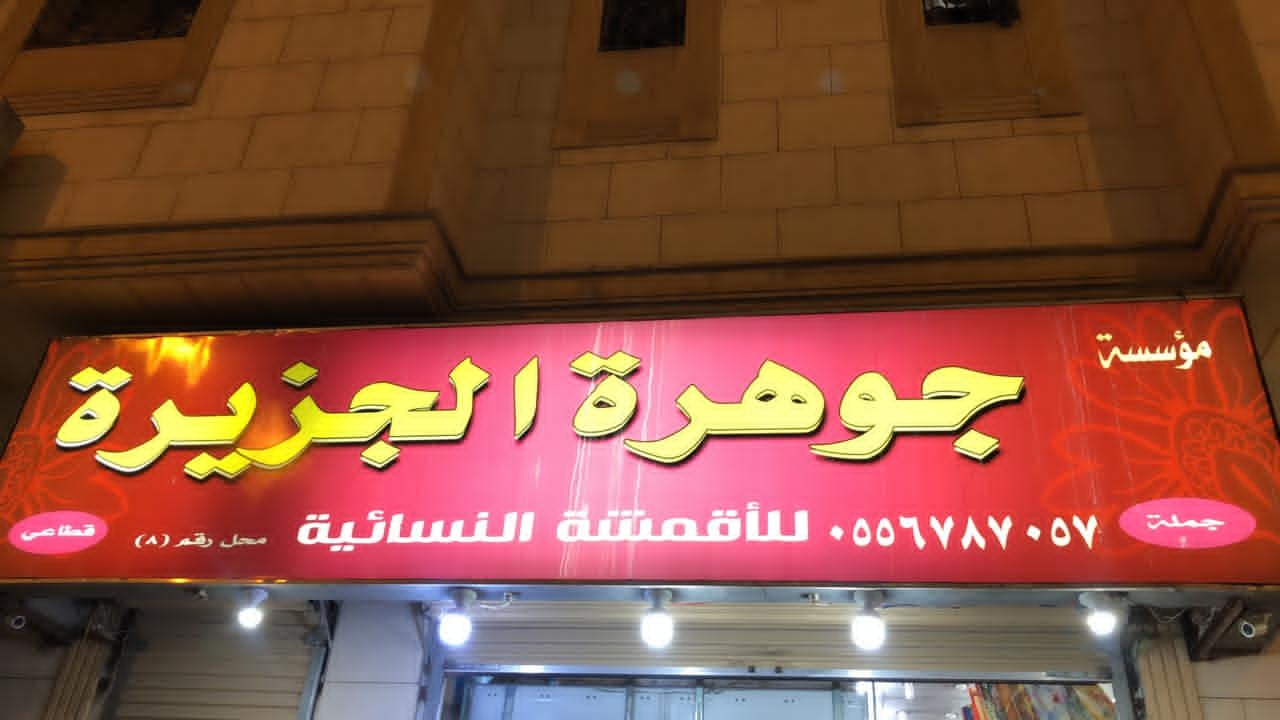 مؤسسة
جوهرة الجزيرة
جملة
٠٥٥٦٧٨٧٠٥٧ للأقمشة النسائية
محل رقم (٨)
قطاعي